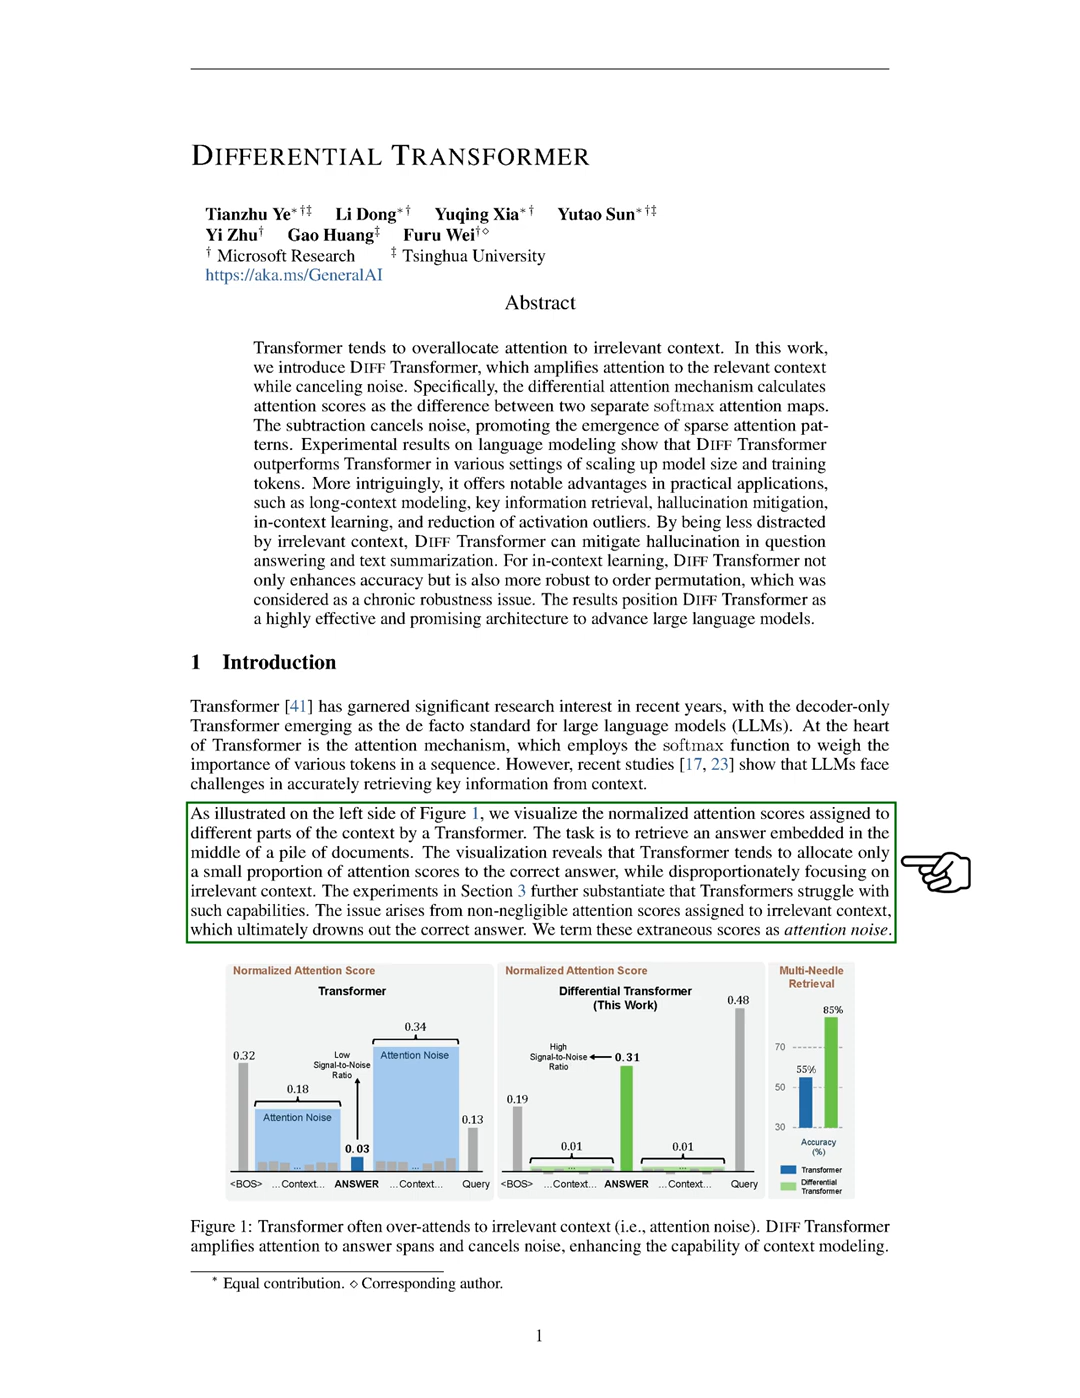 DIFFERENTIAL TRANSFORMER
Tianzhu Ye*†‡ Li Dong*† Yuqing Xia*† Yutao Sun*†‡
Yi Zhu† Gao Huang‡ Furu Wei†⋄
† Microsoft Research ‡ Tsinghua University
https://aka.ms/GeneralAI
Abstract
Transformer tends to overallocate attention to irrelevant context. In this work,
we introduce DIFF Transformer, which amplifies attention to the relevant context
while canceling noise. Specifically, the differential attention mechanism calculates
attention scores as the difference between two separate softmax attention maps.
The subtraction cancels noise, promoting the emergence of sparse attention pat-
terns. Experimental results on language modeling show that DIFF Transformer
outperforms Transformer in various settings of scaling up model size and training
tokens. More intriguingly, it offers notable advantages in practical applications,
such as long-context modeling, key information retrieval, hallucination mitigation,
in-context learning, and reduction of activation outliers. By being less distracted
by irrelevant context, DIFF Transformer can mitigate hallucination in question
answering and text summarization. For in-context learning, DIFF Transformer not
only enhances accuracy but is also more robust to order permutation, which was
considered as a chronic robustness issue. The results position DIFF Transformer as
a highly effective and promising architecture to advance large language models.
1 Introduction
Transformer [41] has garnered significant research interest in recent years, with the decoder-only
Transformer emerging as the de facto standard for large language models (LLMs). At the heart
of Transformer is the attention mechanism, which employs the softmax function to weigh the
importance of various tokens in a sequence. However, recent studies [17, 23] show that LLMs face
challenges in accurately retrieving key information from context.
As illustrated on the left side of Figure 1, we visualize the normalized attention scores assigned to
different parts of the context by a Transformer. The task is to retrieve an answer embedded in the
middle of a pile of documents. The visualization reveals that Transformer tends to allocate only
a small proportion of attention scores to the correct answer, while disproportionately focusing on
irrelevant context. The experiments in Section 3 further substantiate that Transformers struggle with
such capabilities. The issue arises from non-negligible attention scores assigned to irrelevant context,
which ultimately drowns out the correct answer. We term these extraneous scores as attention noise.
Normalized Attention Score
Transformer
0.32
0.18
Attention Noise
Low
Signal-to-Noise
Ratio
0.03
0.34
Attention Noise
0.13
<BOS> ...Context... ANSWER ...Context... Query
Normalized Attention Score
Differential Transformer
(This Work)
0.19
High
Signal-to-Noise
Ratio
0.31
0.48
0.01
0.01
<BOS> ...Context... ANSWER ...Context... Query
Multi-Needle
Retrieval
85%
70
55%
50
30
Accuracy
(%)
Transformer
Differential
Transformer
Figure 1: Transformer often over-attends to irrelevant context (i.e., attention noise). DIFF Transformer
amplifies attention to answer spans and cancels noise, enhancing the capability of context modeling.
* Equal contribution. ⋄ Corresponding author.
1